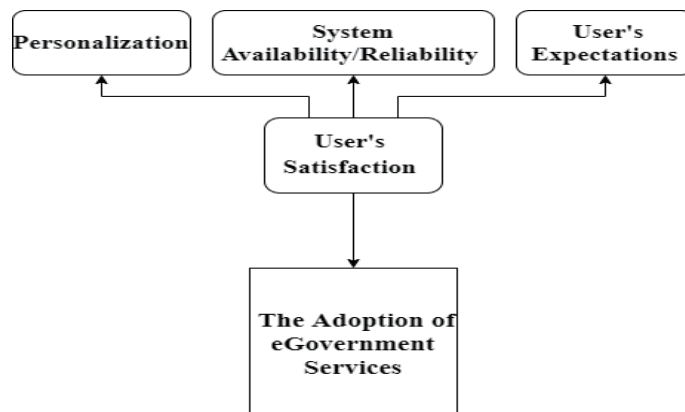 Personalization
System
Availability/Reliability
User's
Expectations
User's
Satisfaction
The Adoption of
eGovernment
Services